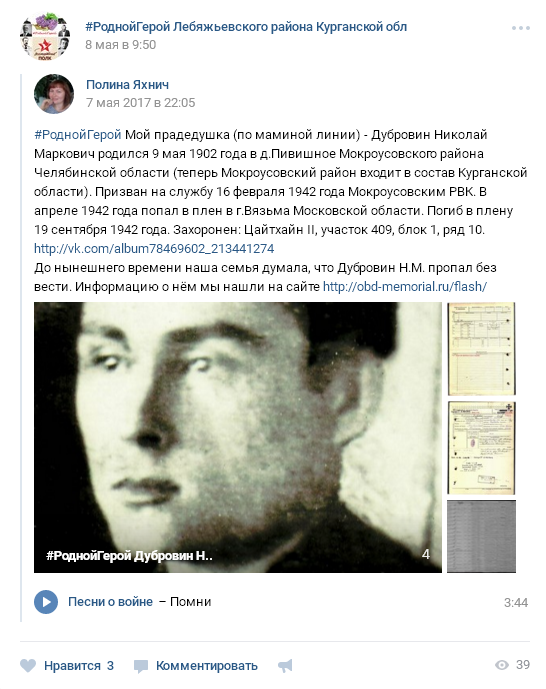 #РоднойГерой Лебяжьевского района Курганской обл
8 мая в 9:50
Полина Яхнич
7 мая 2017 в 22:05
#РоднойГерой Мой прадедушка (по маминой линии) - Дубровин Николай
Маркович родился 9 мая 1902 года в д.Пивишное Мокроусовского района
Челябинской области (теперь Мокроусовский район входит в состав Курганской
области). Призван на службу 16 февраля 1942 года Мокроусовским РВК. В
апреле 1942 года попал в плен в г.Вязьма Московской области. Погиб в плену
19 сентября 1942 года. Захоронен: Цайтхайн II, участок 409, блок 1, ряд 10.
http://vk.com/album78469602_213441274
До нынешнего времени наша семья думала, что Дубровин Н.М. пропал без
вести. Информацию о нём мы нашли на сайте http://obd-memorial.ru/flash/
#РоднойГерой Дубровин Н.. 4
Песни о войне – Помни 3:44
Нравится 3 Комментировать 39